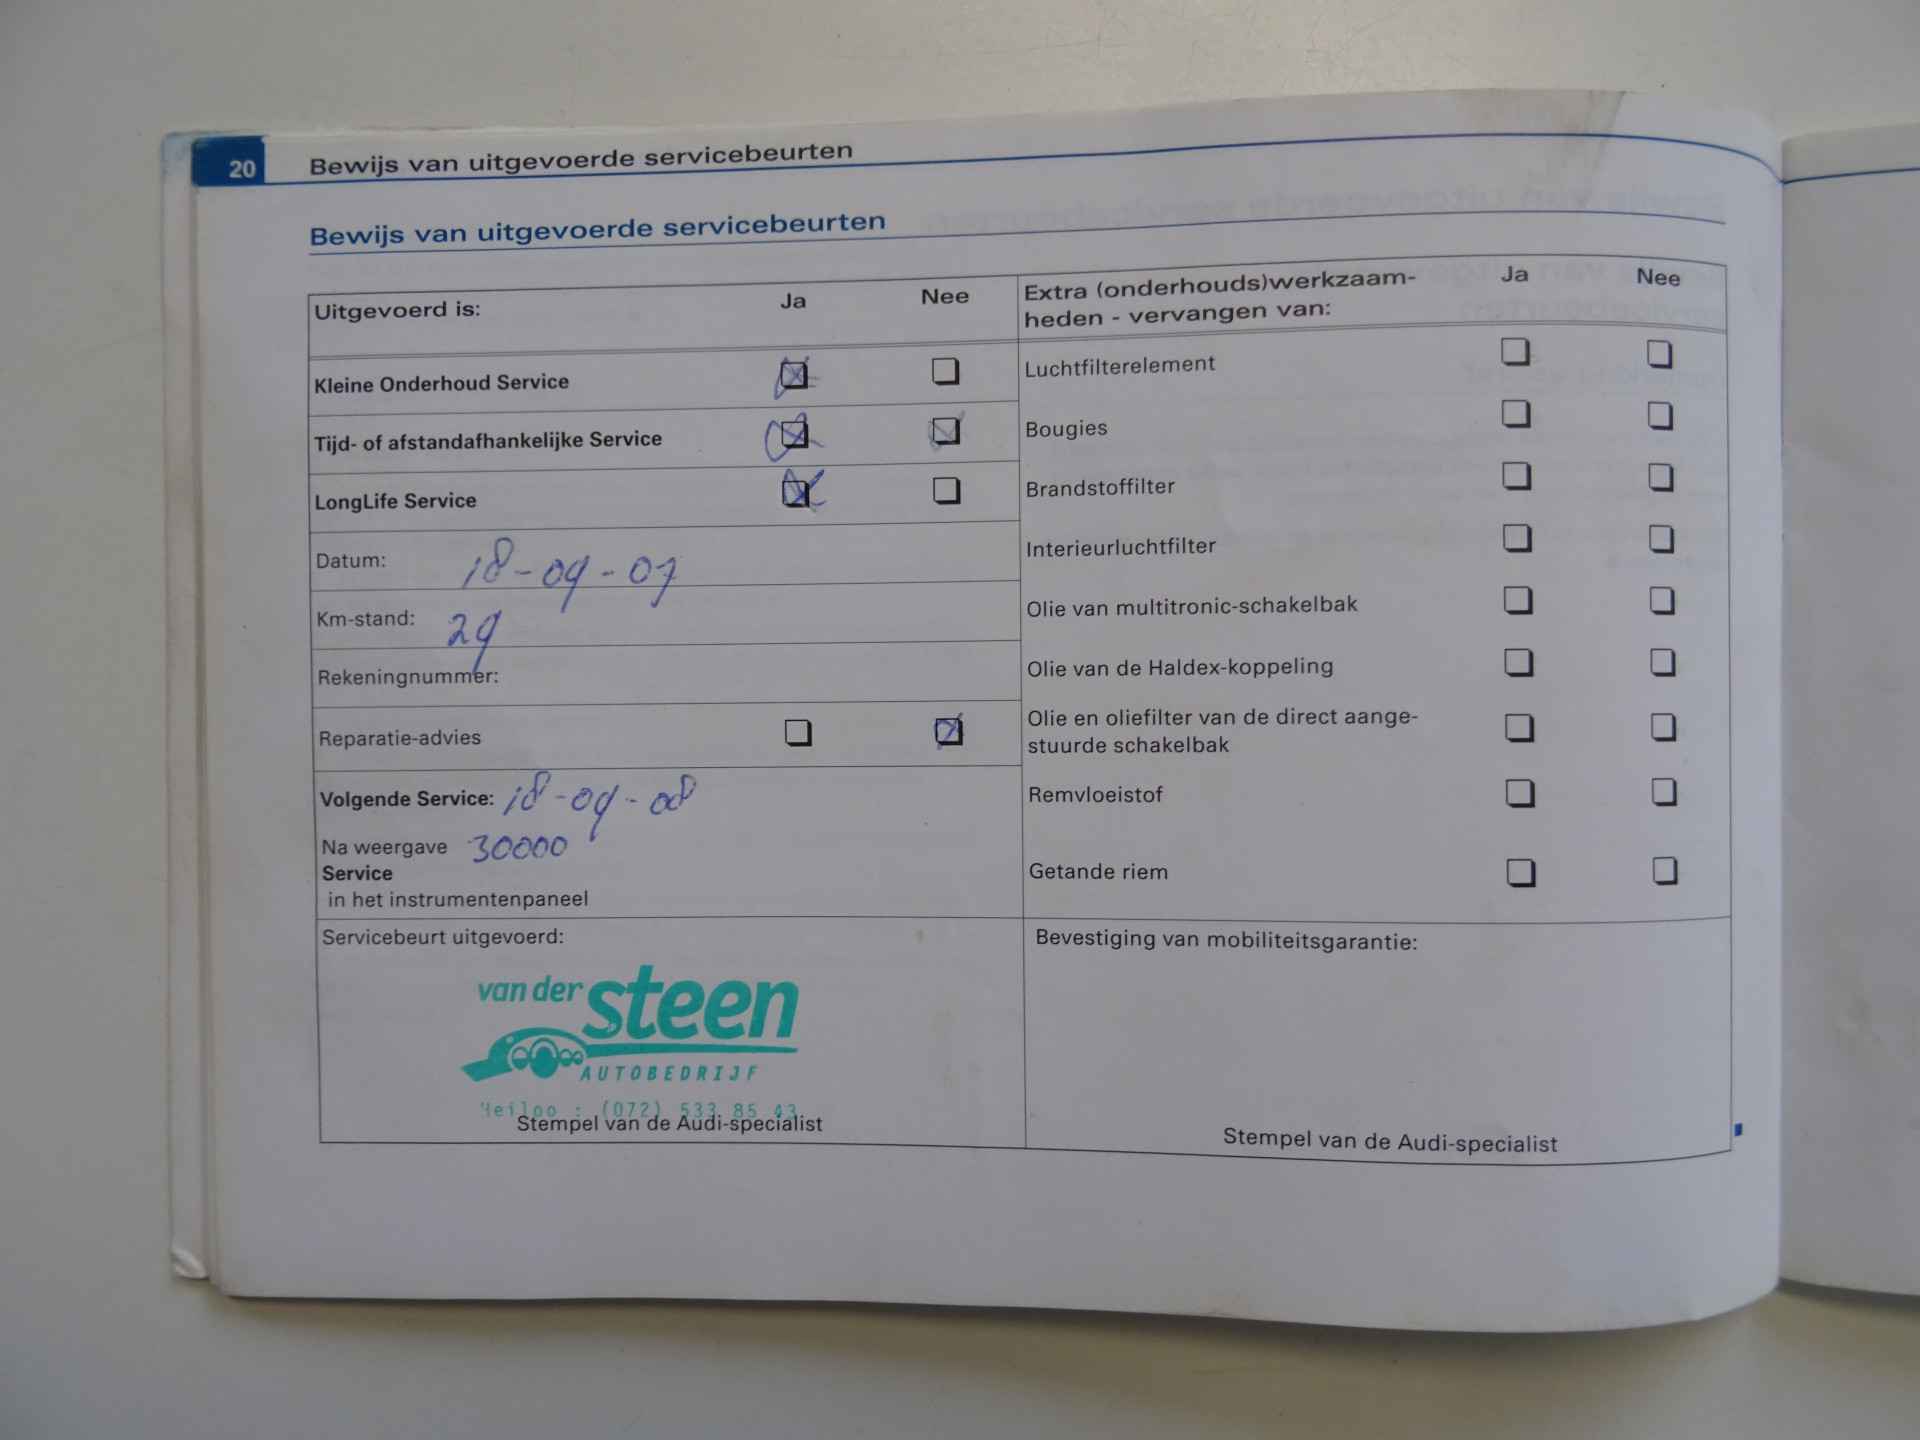 20 Bewijs van uitgevoerde servicebeurten
Bewijs van uitgevoerde servicebeurten
Uitgevoerd is: Ja Nee
Kleine Onderhoud Service
Tijd- of afstandafhankelijke Service
LongLife Service
Datum: 18-09-07
Km-stand: 29
Rekeningnummer:
Reparatie-advies
Volgende Service: 18-09-08
Na weergave 30000
Service
in het instrumentenpaneel
Servicebeurt uitgevoerd:
van der steen
AUTOBEDRIJF
Heiloo : (072) 533 85 43
Stempel van de Audi-specialist
Extra (onderhouds)werkzaam- Ja Nee
heden - vervangen van:
Luchtfilterelement
Bougies
Brandstoffilter
Interieurluchtfilter
Olie van multitronic-schakelbak
Olie van de Haldex-koppeling
Olie en oliefilter van de direct aange-
stuurde schakelbak
Remvloeistof
Getande riem
Bevestiging van mobiliteitsgarantie:
Stempel van de Audi-specialist